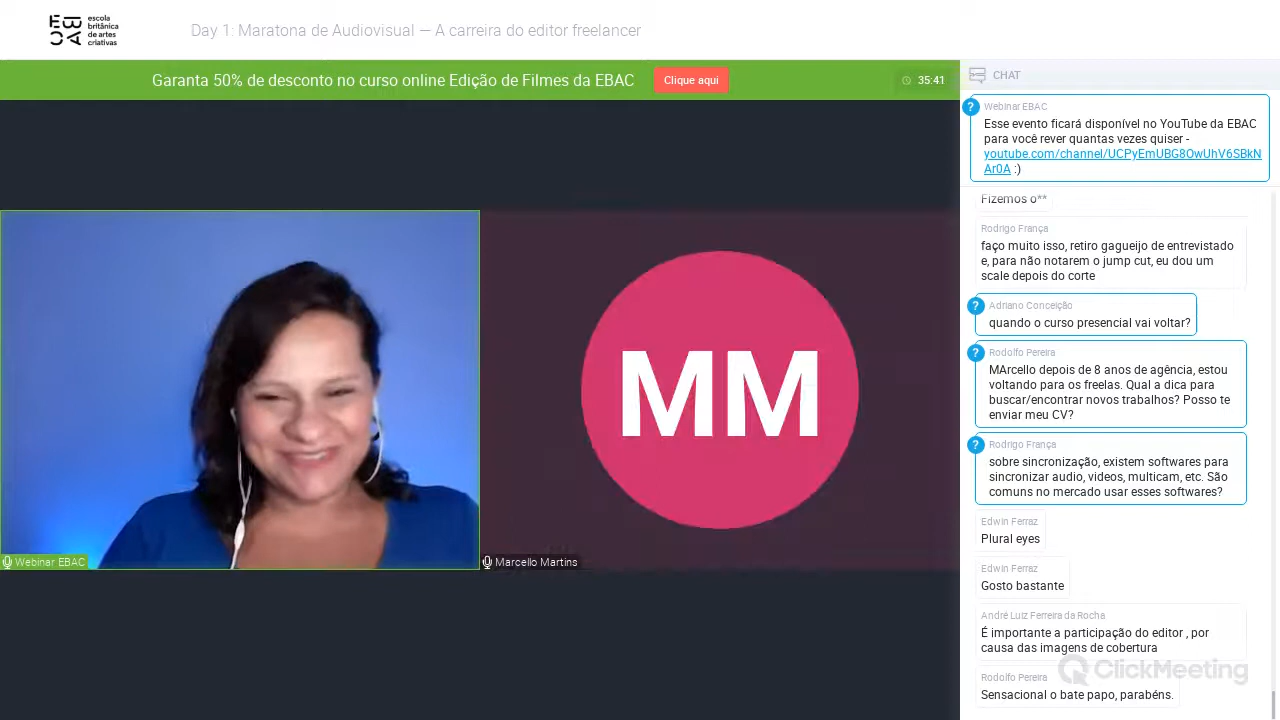 EBAC
escola
britânica
de artes
criativas
Day 1: Maratona de Audiovisual — A carreira do editor freelancer
Garanta 50% de desconto no curso online Edição de Filmes da EBAC
Clique aqui
35:41
MM
Webinar EBAC
Marcello Martins
CHAT
?
Webinar EBAC
Esse evento ficará disponível no YouTube da EBAC
para você rever quantas vezes quiser -
youtube.com/channel/UCPyEmUBG8OwUhV6SBkN
Ar0A :)
Fizemos o**
Rodrigo França
faço muito isso, retiro gagueijo de entrevistado
e, para não notarem o jump cut, eu dou um
scale depois do corte
?
Adriano Conceição
quando o curso presencial vai voltar?
?
Rodolfo Pereira
MArcello depois de 8 anos de agência, estou
voltando para os freelas. Qual a dica para
buscar/encontrar novos trabalhos? Posso te
enviar meu CV?
?
Rodrigo França
sobre sincronização, existem softwares para
sincronizar audio, videos, multicam, etc. São
comuns no mercado usar esses softwares?
Edwin Ferraz
Plural eyes
Edwin Ferraz
Gosto bastante
André Luiz Ferreira da Rocha
É importante a participação do editor , por
causa das imagens de cobertura
ClickMeeting
Rodolfo Pereira
Sensacional o bate papo, parabéns.